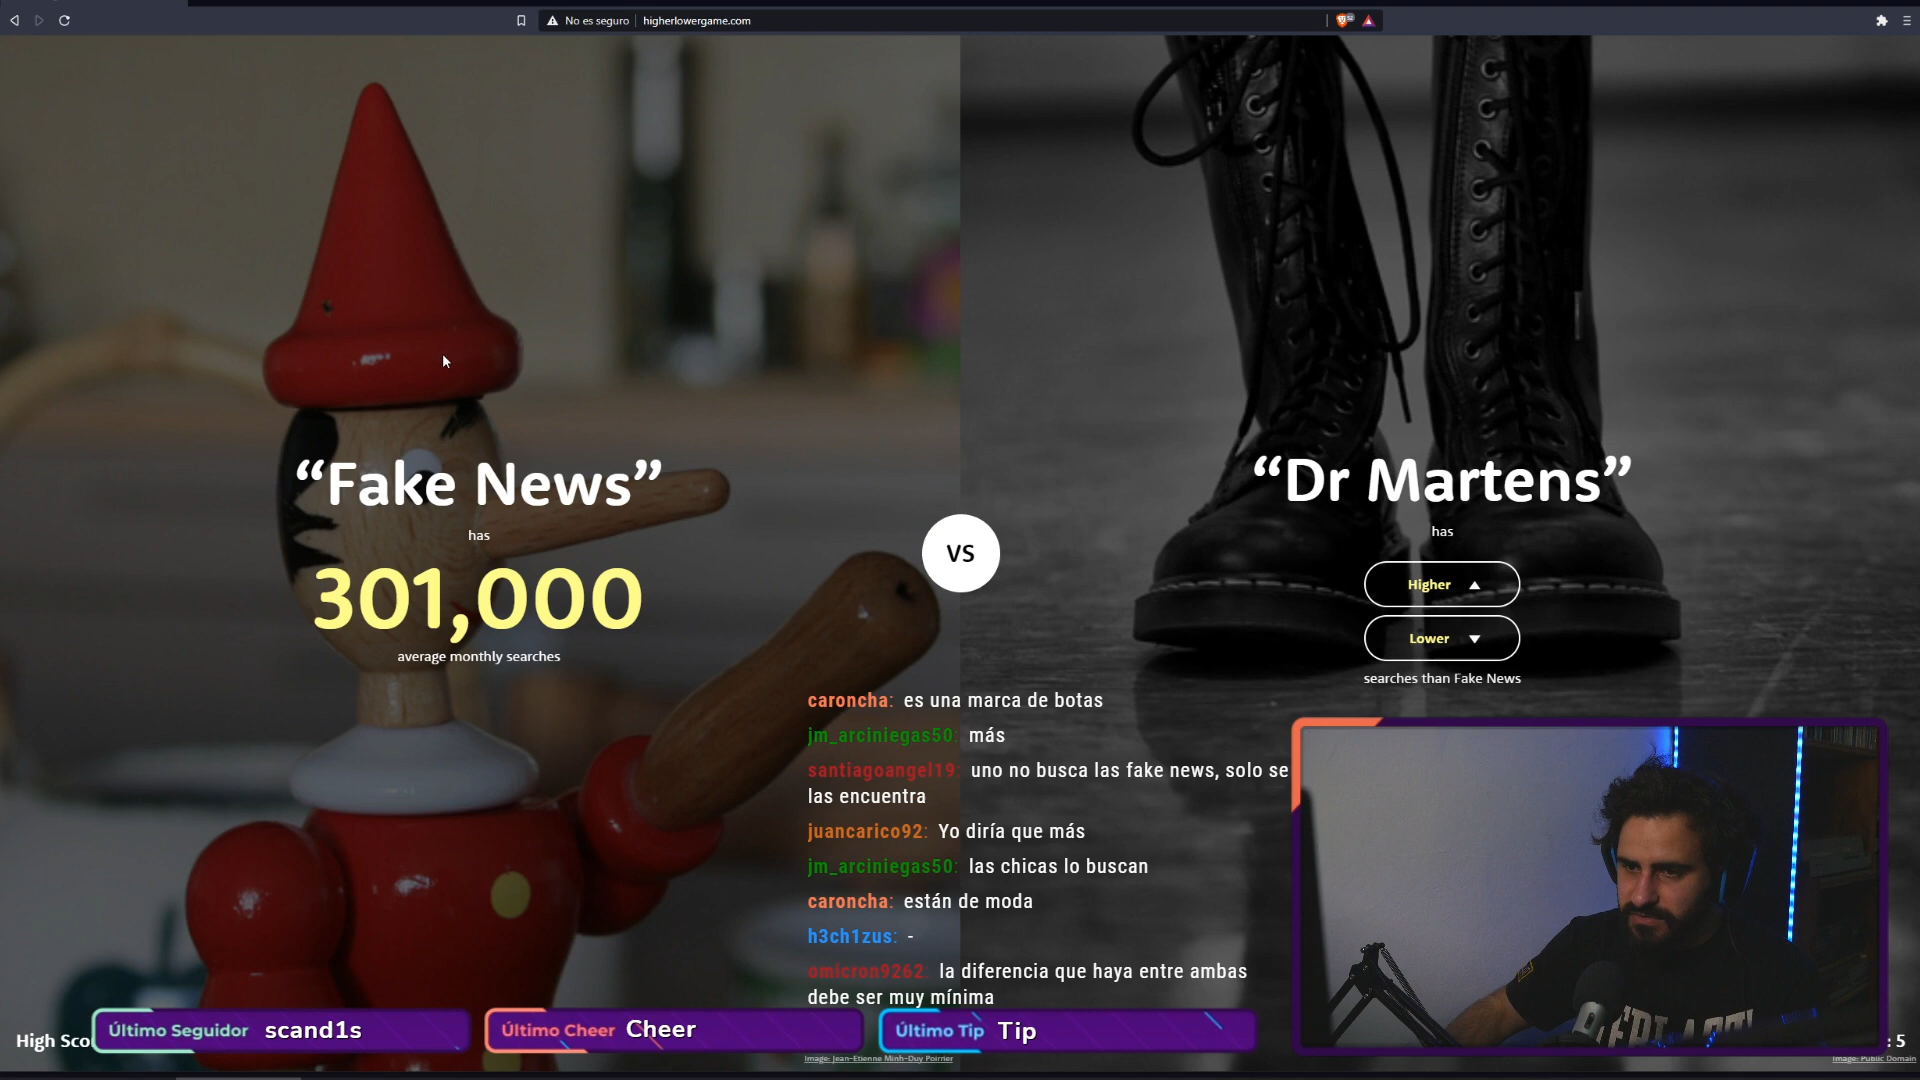 No es seguro
higherlowergame.com
“Fake News”
has
301,000
average monthly searches
VS
“Dr Martens”
has
Higher
Lower
searches than Fake News
caroncha: es una marca de botas
jm_arciniegas50: más
santiagoangel19: uno no busca las fake news, solo se
las encuentra
juancarico92: Yo diría que más
jm_arciniegas50: las chicas lo buscan
caroncha: están de moda
h3ch1zus: -
omicron9262: la diferencia que haya entre ambas
debe ser muy mínima
High Sco
Último Seguidor scand1s
Último Cheer Cheer
Último Tip Tip
: 5
Image: Jean-Etienne Minh-Duy Poirrier
Image: Public Domain